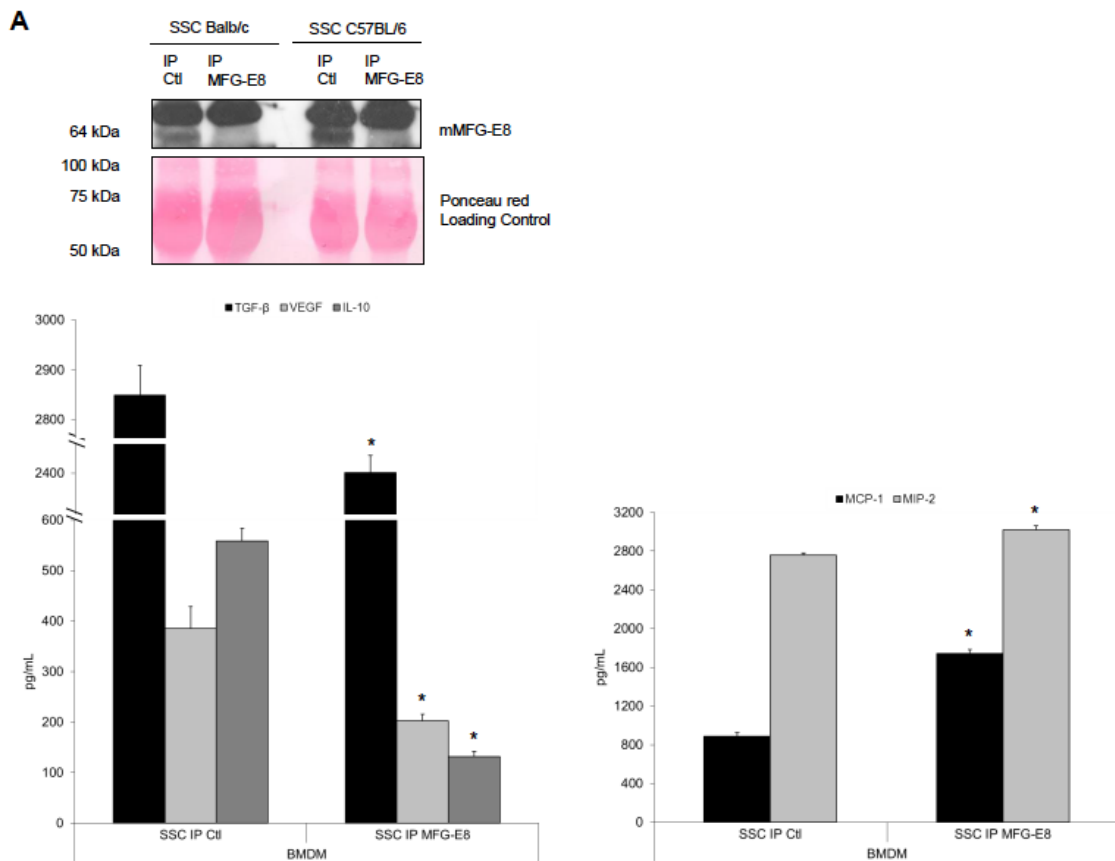 A
SSC Balb/c SSC C57BL/6
IP IP IP IP
Ctl MFG-E8 Ctl MFG-E8
64 kDa mMFG-E8
100 kDa
75 kDa
Ponceau red
Loading Control
50 kDa
TGF-β VEGF IL-10
3000
2900
2800
2400
600
500
400
300
200
100
0
pg/mL
*
*
*
SSC IP Ctl SSC IP MFG-E8
BMDM
MCP-1 MIP-2
3200
2800
2400
2000
1600
1200
800
400
0
pg/mL
*
*
SSC IP Ctl SSC IP MFG-E8
BMDM